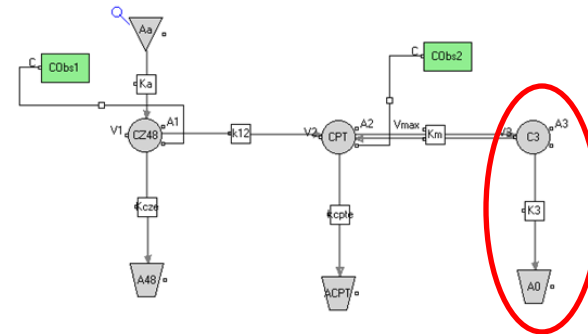 Aa
C
CObs1
C
CObs2
Ka
V1
A1
CZ48
k12
V2
A2
CPT
Vmax
Km
V3
A3
C3
Kcze
Kcpte
K3
A48
ACPT
A0